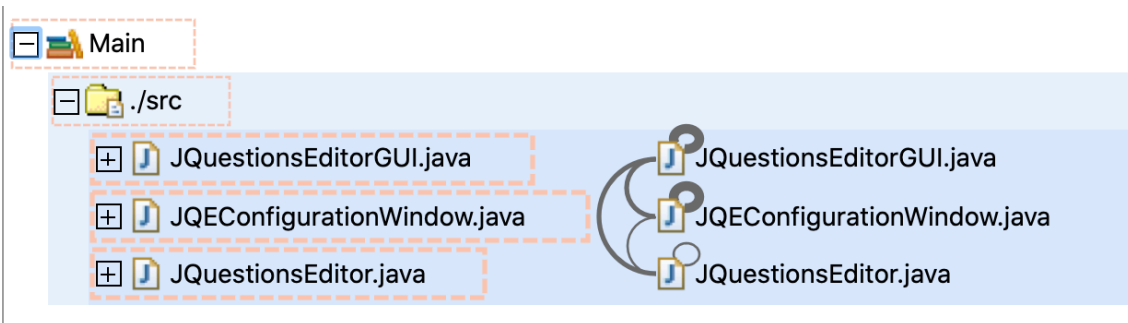 Main
./src
JQuestionsEditorGUI.java JQuestionsEditorGUI.java
JQEConfigurationWindow.java JQEConfigurationWindow.java
JQuestionsEditor.java JQuestionsEditor.java